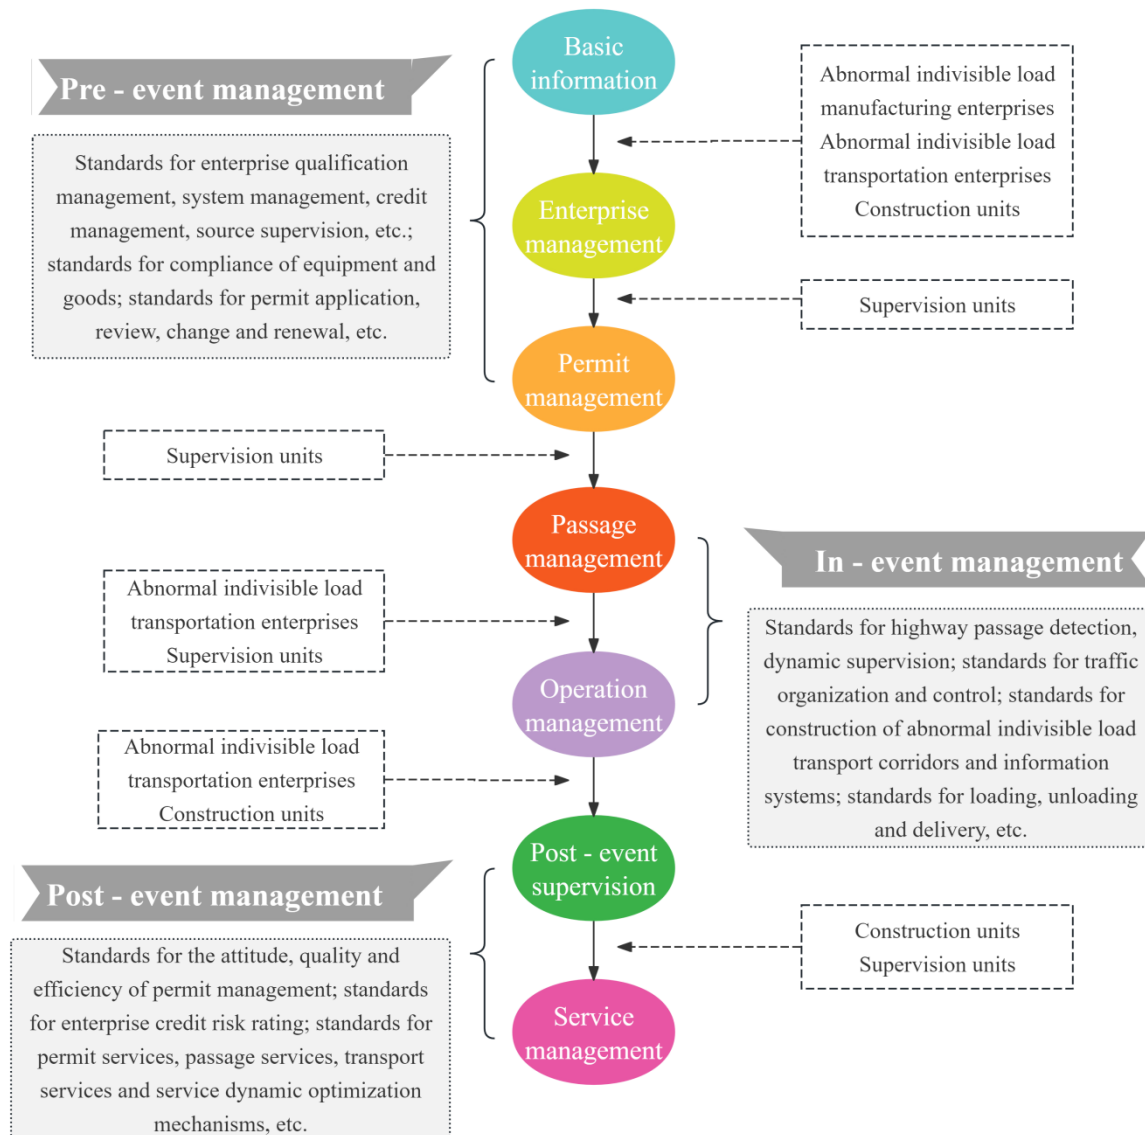 Basic
information
Pre - event management
Abnormal indivisible load
manufacturing enterprises
Abnormal indivisible load
transportation enterprises
Construction units
Standards for enterprise qualification
management, system management, credit
management, source supervision, etc.;
standards for compliance of equipment and
goods; standards for permit application,
review, change and renewal, etc.
Enterprise
management
Supervision units
Permit
management
Supervision units
Passage
management
In - event management
Abnormal indivisible load
transportation enterprises
Supervision units
Standards for highway passage detection,
dynamic supervision; standards for traffic
organization and control; standards for
construction of abnormal indivisible load
transport corridors and information
systems; standards for loading, unloading
and delivery, etc.
Operation
management
Abnormal indivisible load
transportation enterprises
Construction units
Post - event
supervision
Post - event management
Construction units
Supervision units
Standards for the attitude, quality and
efficiency of permit management; standards
for enterprise credit risk rating; standards for
permit services, passage services, transport
services and service dynamic optimization
mechanisms, etc.
Service
management